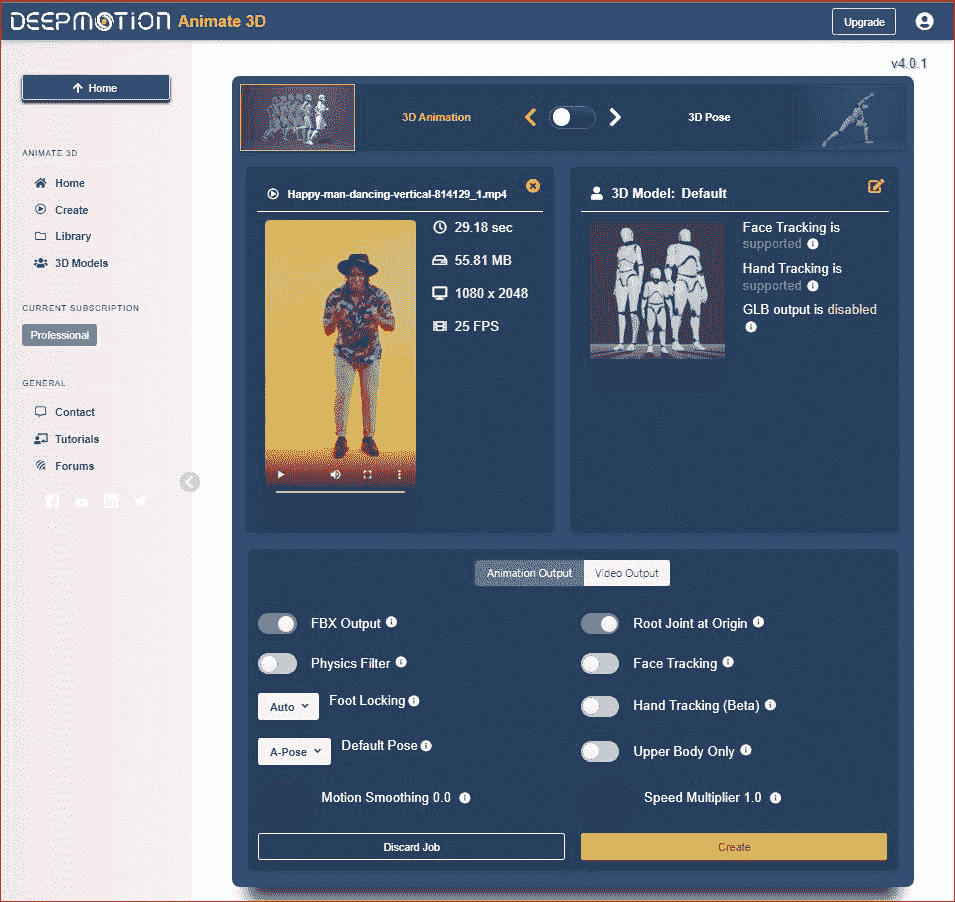 DEEPMOTION Animate 3D
Upgrade
v4.0.1
Home
ANIMATE 3D
Home
Create
Library
3D Models
CURRENT SUBSCRIPTION
Professional
GENERAL
Contact
Tutorials
Forums
3D Animation
3D Pose
Happy-man-dancing-vertical-814129_1.mp4
29.18 sec
55.81 MB
1080 x 2048
25 FPS
3D Model: Default
Face Tracking is
supported
Hand Tracking is
supported
GLB output is disabled
Animation Output
Video Output
FBX Output
Root Joint at Origin
Physics Filter
Face Tracking
Auto
Foot Locking
Hand Tracking (Beta)
A-Pose
Default Pose
Upper Body Only
Motion Smoothing 0.0
Speed Multiplier 1.0
Discard Job
Create